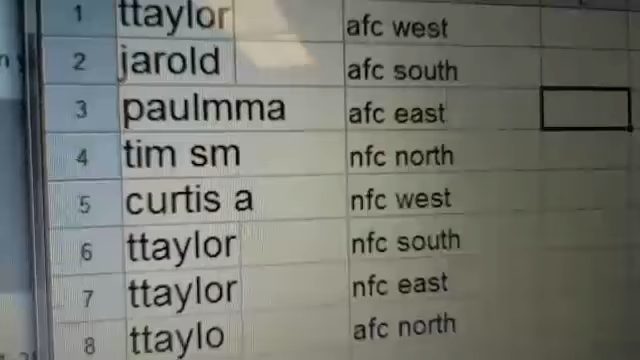 1 ttaylor afc west
2 jarold afc south
3 paulmma afc east
4 tim sm nfc north
5 curtis a nfc west
6 ttaylor nfc south
7 ttaylor nfc east
8 ttaylo afc north